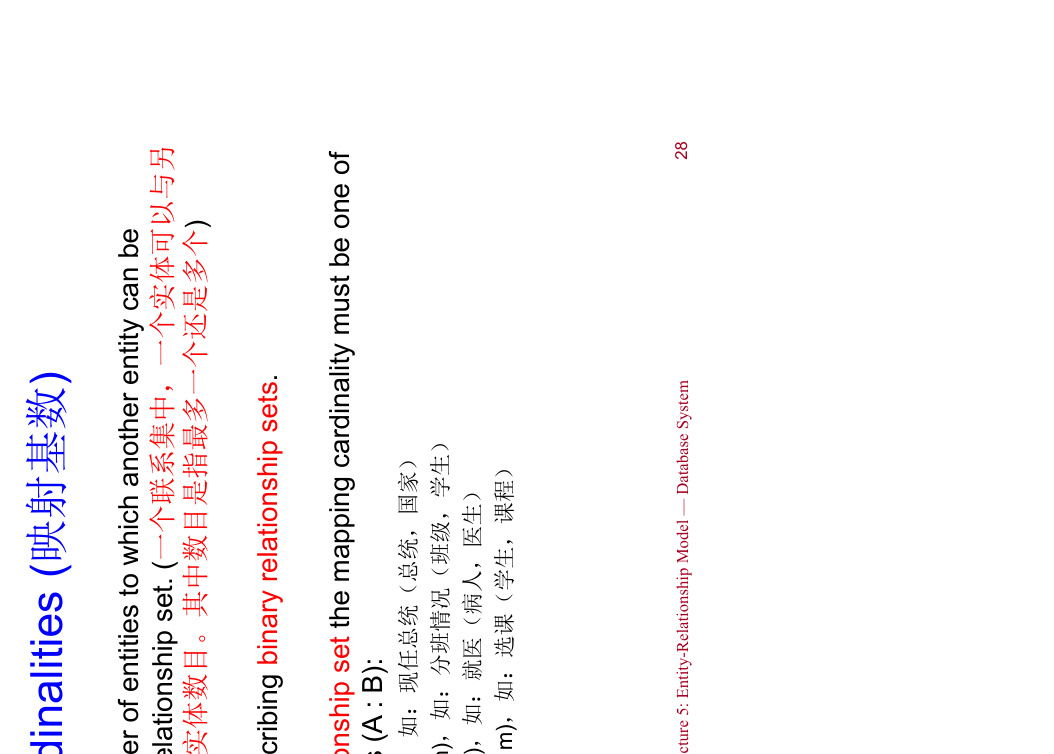 dinalities (映射基数)
er of entities to which another entity can be
elationship set. (一个联系集中，一个实体可以与另
实体数目。其中数目是指最多一个还是多个)
cribing binary relationship sets.
onship set the mapping cardinality must be one of
s (A : B):
如：现任总统（总统，国家）
)，如：分班情况（班级，学生）
)，如：就医（病人，医生）
m)，如：选课（学生，课程）
cture 5: Entity-Relationship Model — Database System
28